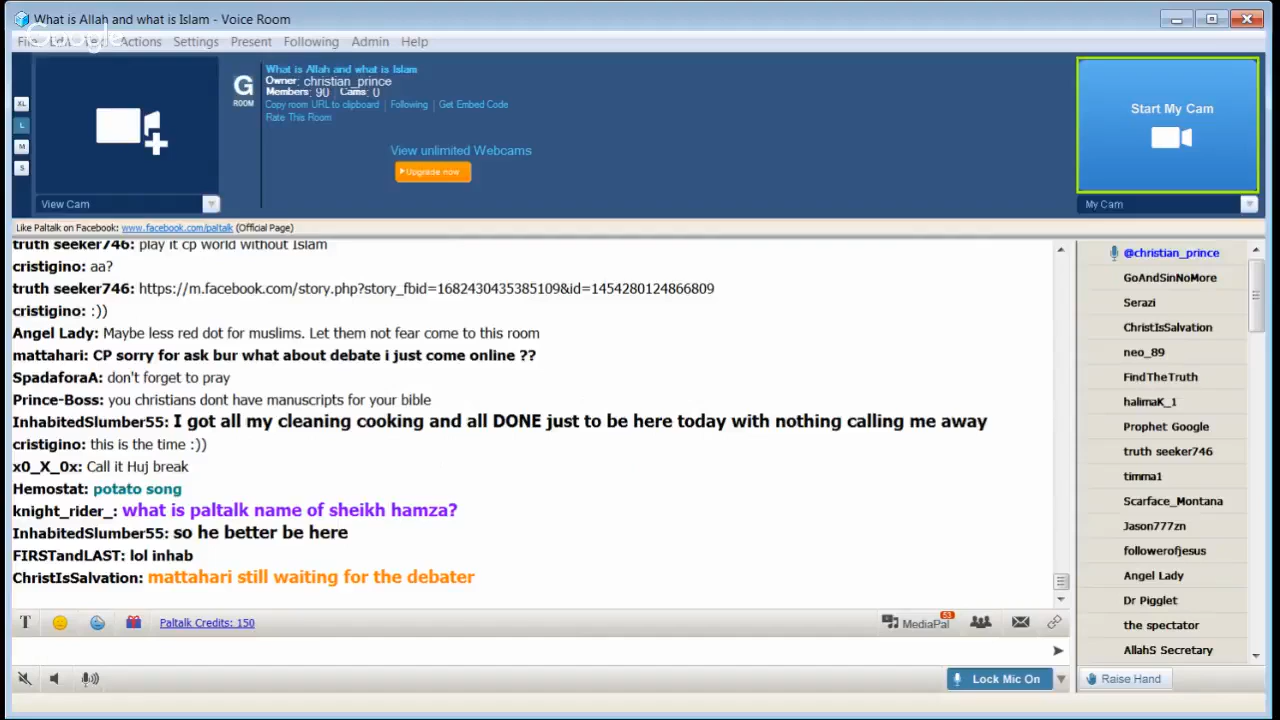 What is Allah and what is Islam - Voice Room
Google
Actions Settings Present Following Admin Help
XL
L
M
S
G
ROOM
What is Allah and what is Islam
Owner: christian_prince
Members: 90 Cams: 0
Copy room URL to clipboard | Following | Get Embed Code
Rate This Room
View unlimited Webcams
Upgrade now
Start My Cam
View Cam
My Cam
Like Paltalk on Facebook: www.facebook.com/paltalk (Official Page)
truth seeker746: play it cp world without Islam
cristigino: aa?
truth seeker746: https://m.facebook.com/story.php?story_fbid=1682430435385109&id=1454280124866809
cristigino: :))
Angel Lady: Maybe less red dot for muslims. Let them not fear come to this room
mattahari: CP sorry for ask bur what about debate i just come online ??
SpadaforaA: don't forget to pray
Prince-Boss: you christians dont have manuscripts for your bible
InhabitedSlumber55: I got all my cleaning cooking and all DONE just to be here today with nothing calling me away
cristigino: this is the time :))
x0_X_0x: Call it Huj break
Hemostat: potato song
knight_rider_: what is paltalk name of sheikh hamza?
InhabitedSlumber55: so he better be here
FIRSTandLAST: lol inhab
ChristIsSalvation: mattahari still waiting for the debater
@christian_prince
GoAndSinNoMore
Serazi
ChristIsSalvation
neo_89
FindTheTruth
halimaK_1
Prophet Google
truth seeker746
timma1
Scarface_Montana
Jason777zn
followerofjesus
Angel Lady
Dr Pigglet
the spectator
AllahS Secretary
T
Paltalk Credits: 150
MediaPal
53
Lock Mic On
Raise Hand